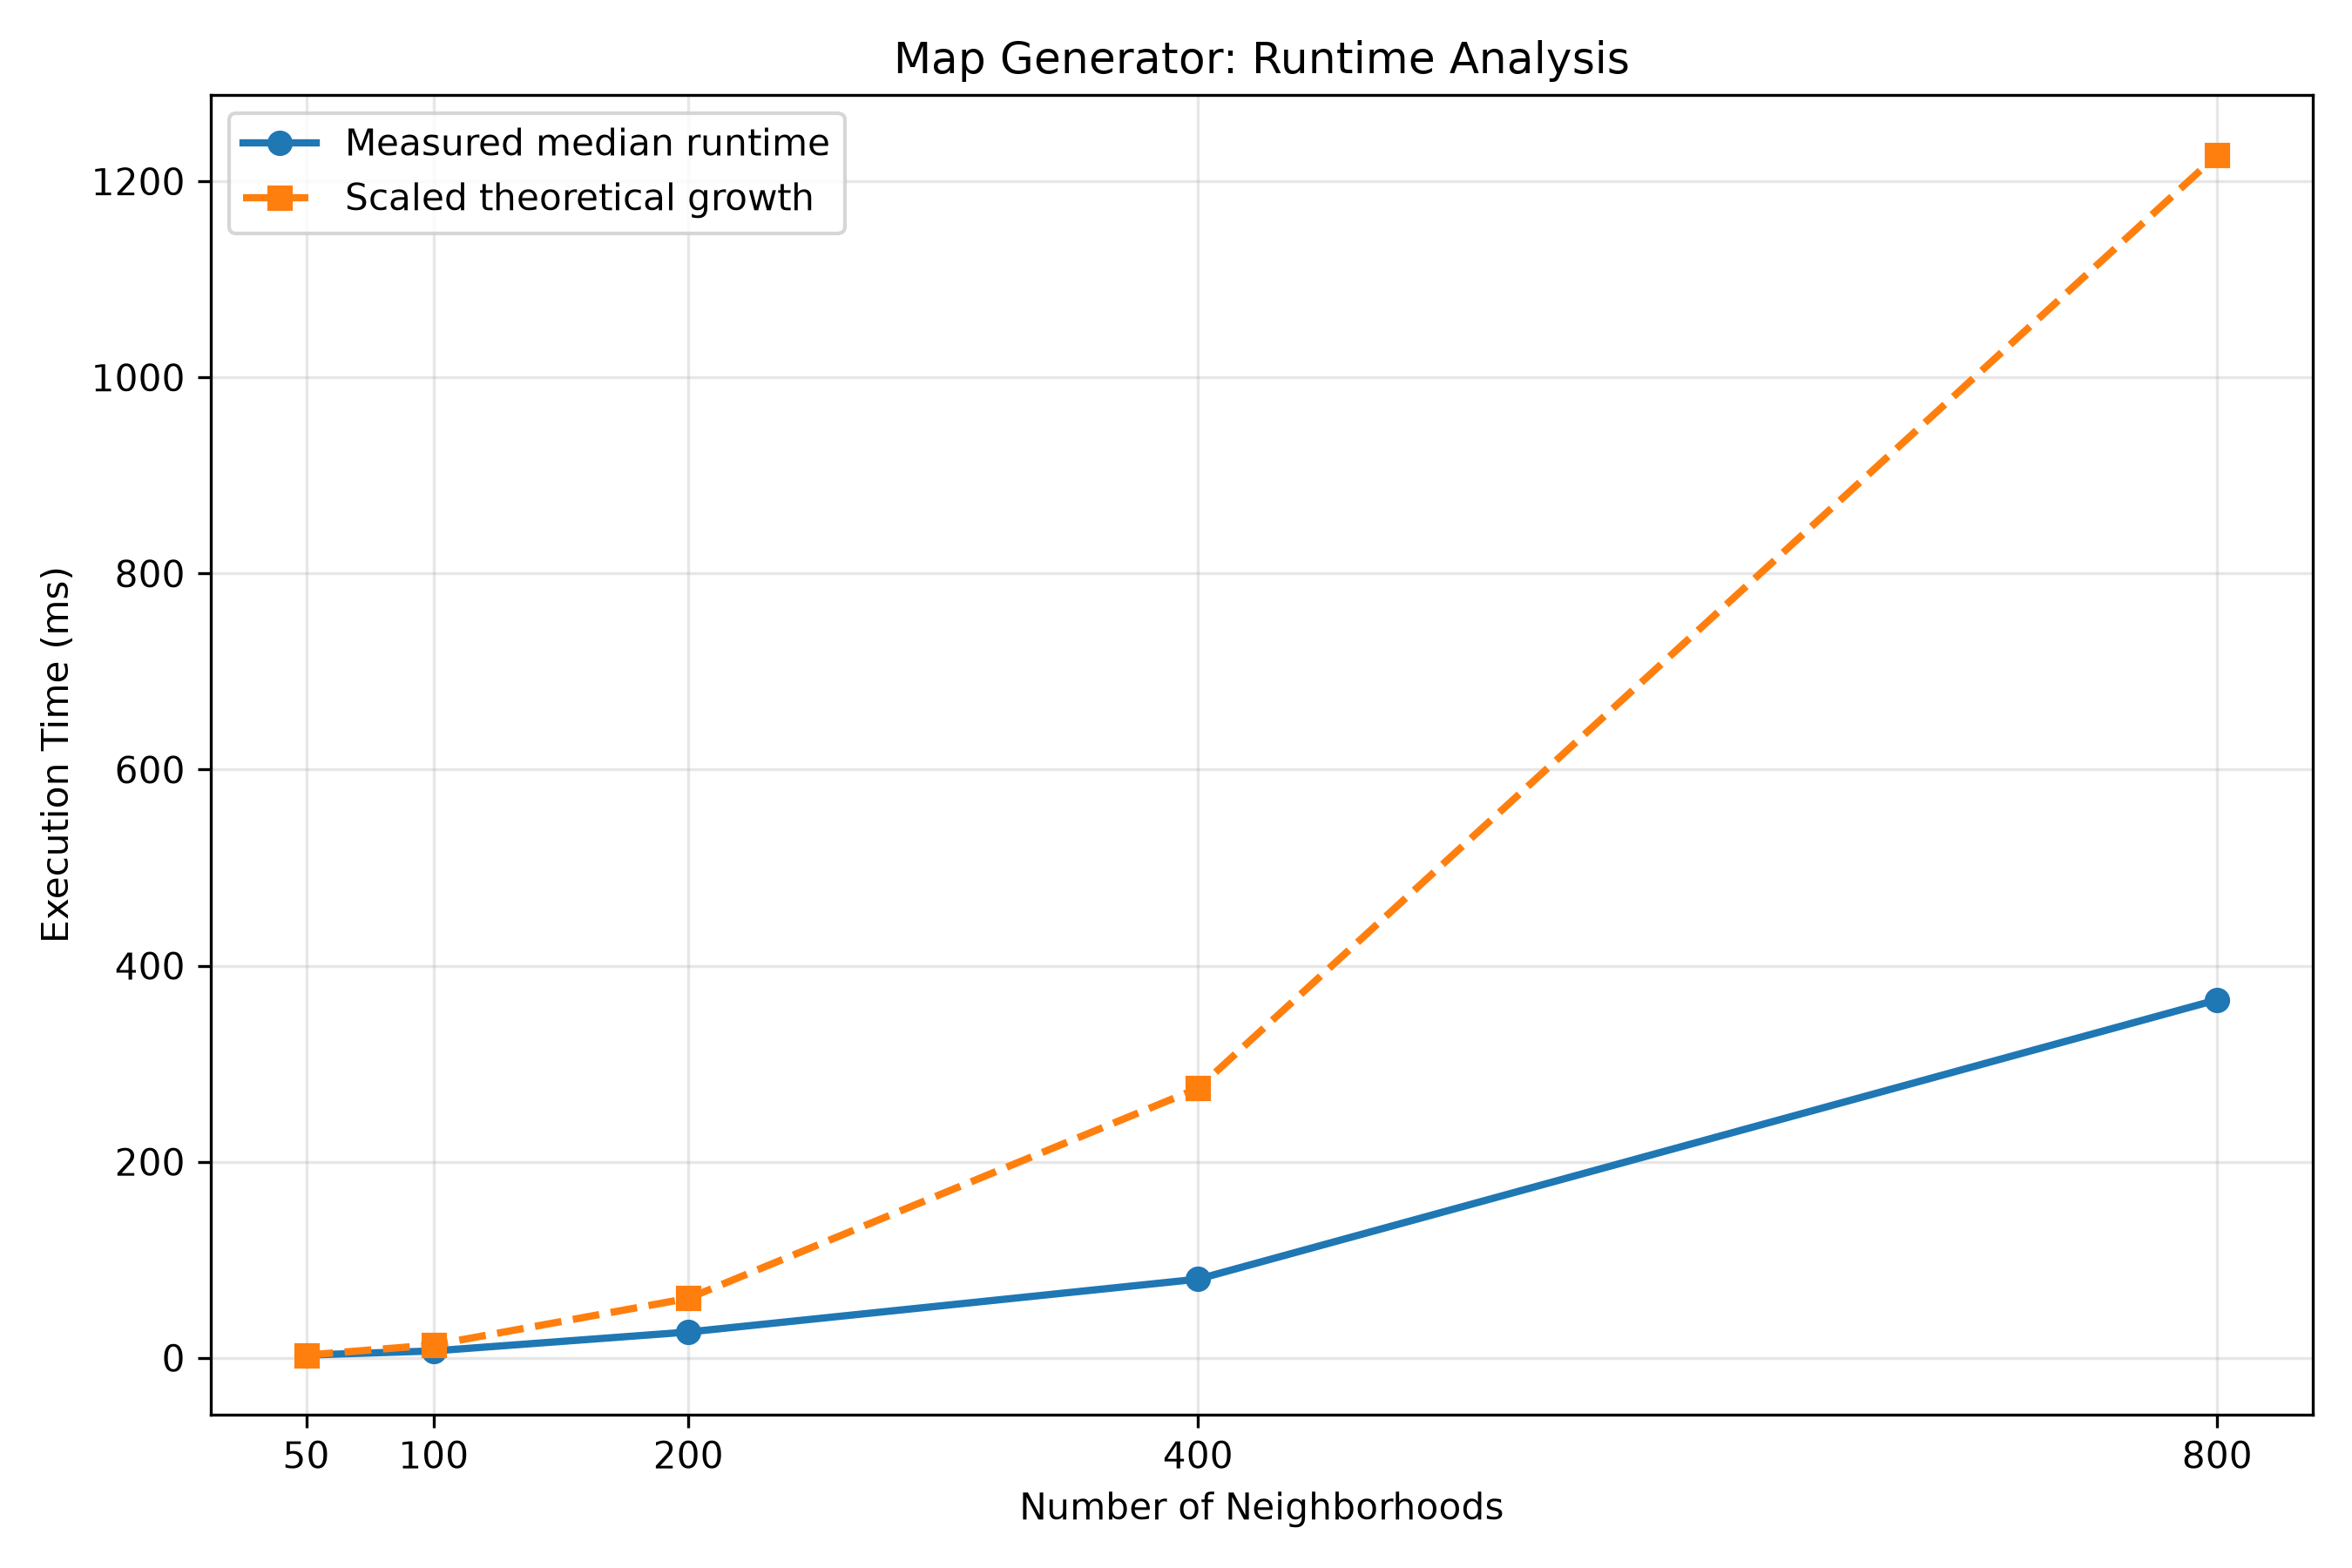 Map Generator: Runtime Analysis
Measured median runtime
Scaled theoretical growth
1200
1000
800
600
400
200
0
Execution Time (ms)
50 100 200 400 800
Number of Neighborhoods